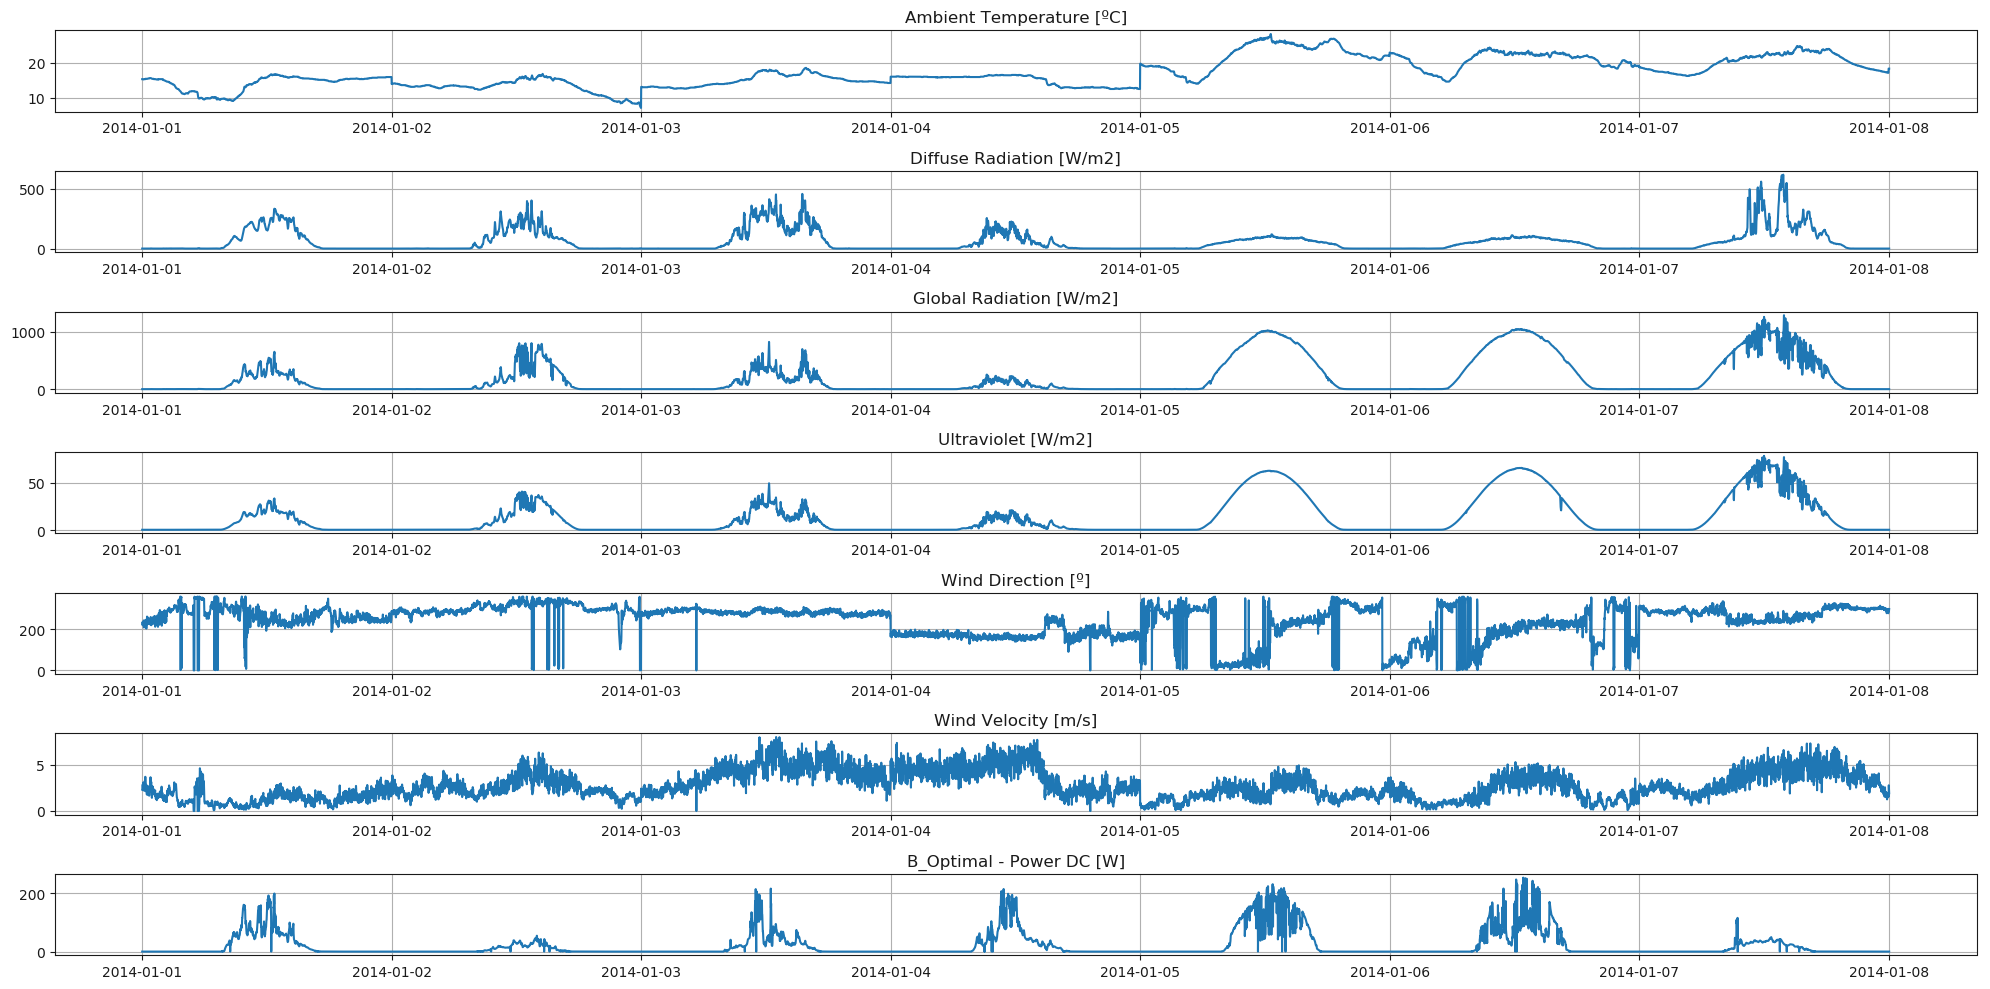 Ambient Temperature [ºC]
20
10
2014-01-01 2014-01-02 2014-01-03 2014-01-04 2014-01-05 2014-01-06 2014-01-07 2014-01-08
Diffuse Radiation [W/m2]
500
0
2014-01-01 2014-01-02 2014-01-03 2014-01-04 2014-01-05 2014-01-06 2014-01-07 2014-01-08
Global Radiation [W/m2]
1000
0
2014-01-01 2014-01-02 2014-01-03 2014-01-04 2014-01-05 2014-01-06 2014-01-07 2014-01-08
Ultraviolet [W/m2]
50
0
2014-01-01 2014-01-02 2014-01-03 2014-01-04 2014-01-05 2014-01-06 2014-01-07 2014-01-08
Wind Direction [º]
200
0
2014-01-01 2014-01-02 2014-01-03 2014-01-04 2014-01-05 2014-01-06 2014-01-07 2014-01-08
Wind Velocity [m/s]
5
0
2014-01-01 2014-01-02 2014-01-03 2014-01-04 2014-01-05 2014-01-06 2014-01-07 2014-01-08
B_Optimal - Power DC [W]
200
0
2014-01-01 2014-01-02 2014-01-03 2014-01-04 2014-01-05 2014-01-06 2014-01-07 2014-01-08